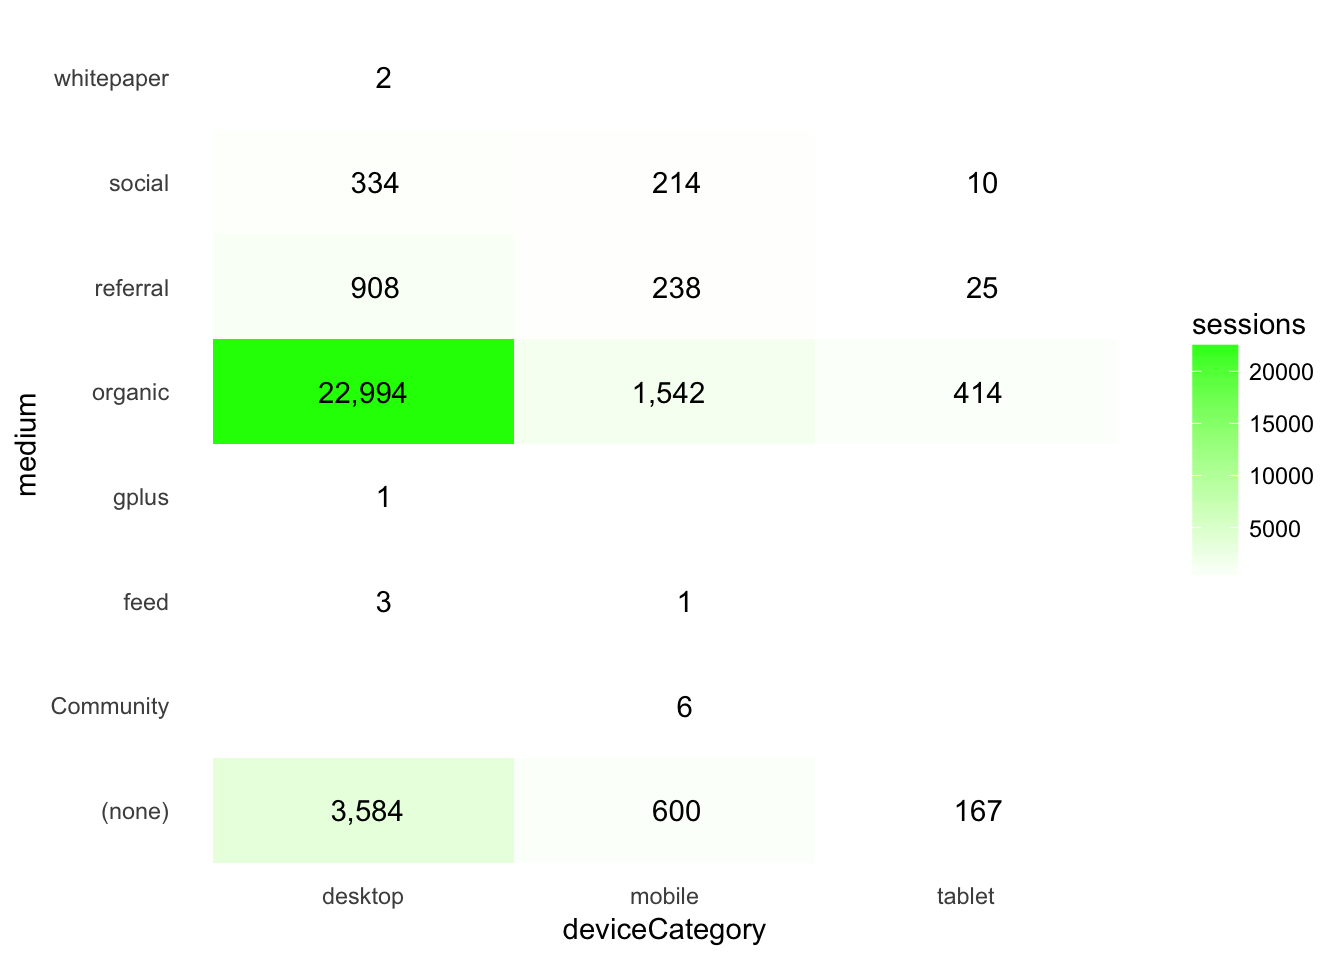 whitepaper 2
social 334 214 10
referral 908 238 25
organic 22,994 1,542 414
gplus 1
feed 3 1
Community 6
(none) 3,584 600 167
desktop mobile tablet
deviceCategory
medium
sessions
20000
15000
10000
5000